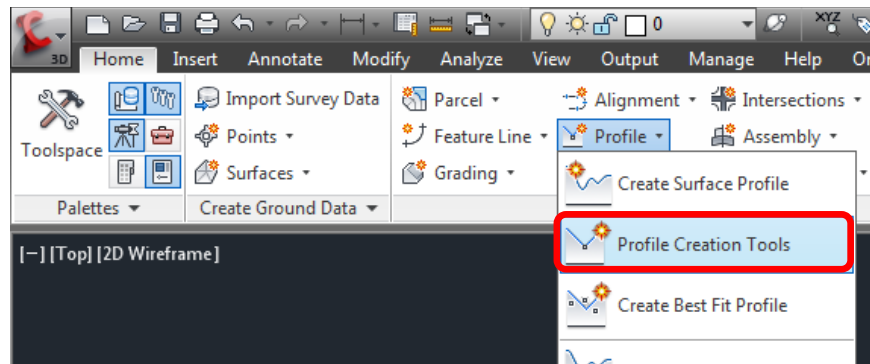 0
XYZ
3D Home Insert Annotate Modify Analyze View Output Manage Help
Toolspace
Import Survey Data
Points
Surfaces
Parcel
Feature Line
Grading
Alignment
Profile
Intersections
Assembly
Palettes
Create Ground Data
Create Surface Profile
Profile Creation Tools
Create Best Fit Profile
[−] [Top] [2D Wireframe]